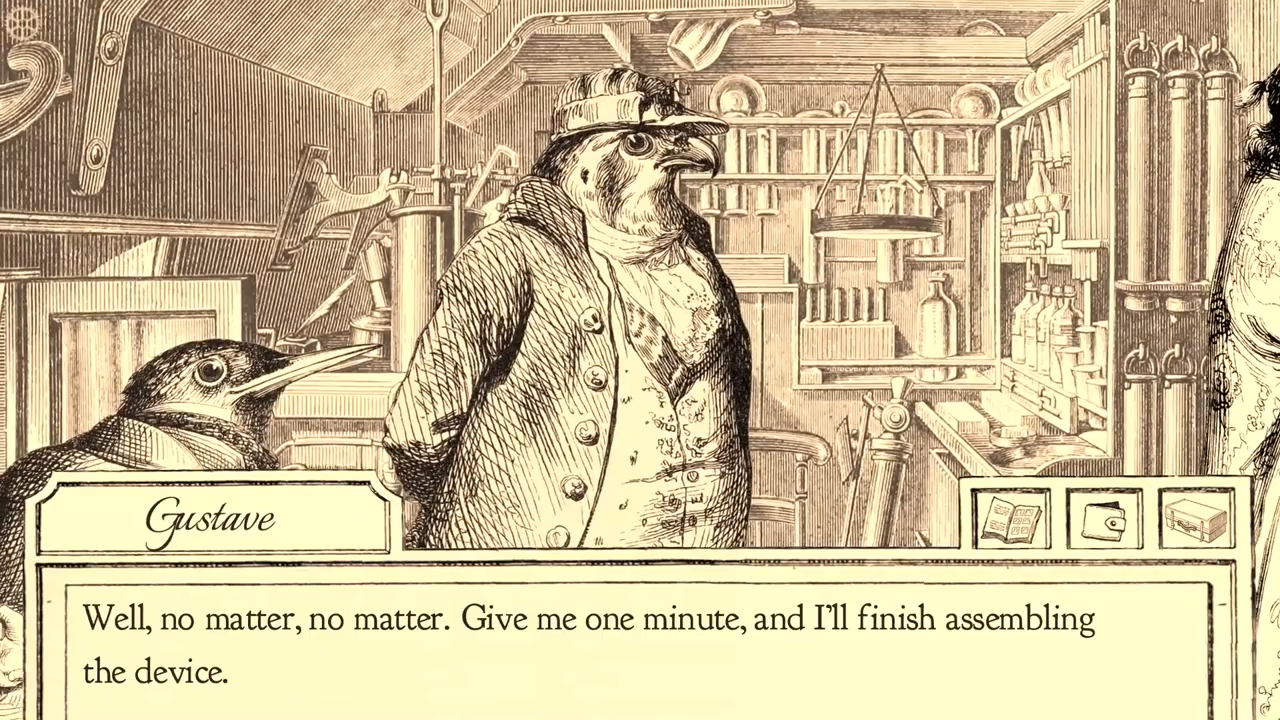 Gustave
Well, no matter, no matter. Give me one minute, and I'll finish assembling
the device.